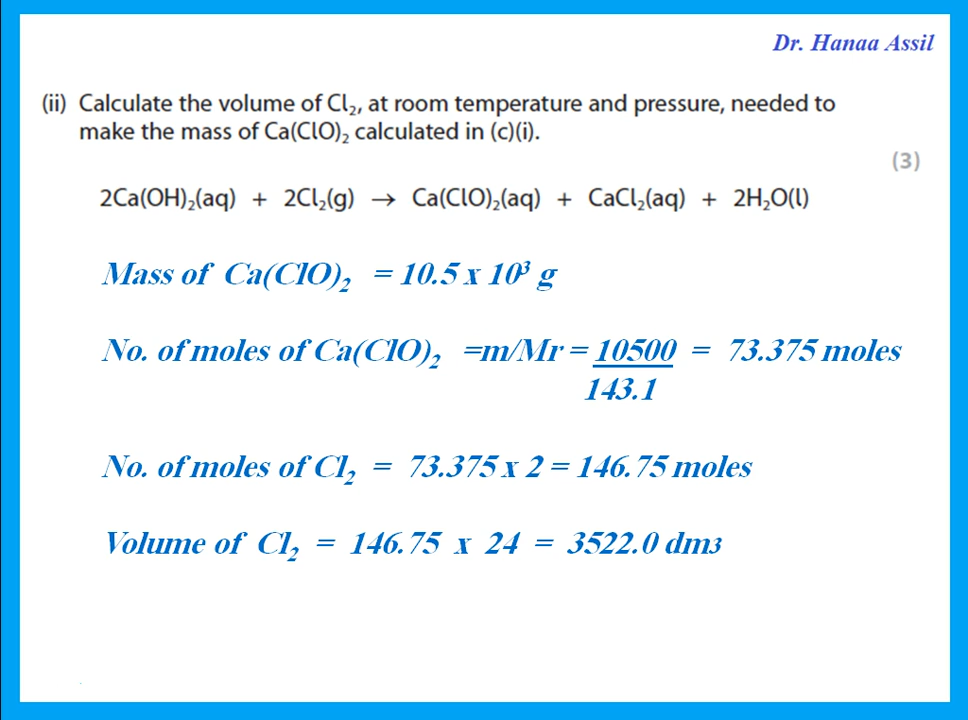 Dr. Hanaa Assil
(ii) Calculate the volume of Cl₂, at room temperature and pressure, needed to
make the mass of Ca(ClO)₂ calculated in (c)(i).
(3)
2Ca(OH)₂(aq) + 2Cl₂(g) → Ca(ClO)₂(aq) + CaCl₂(aq) + 2H₂O(l)
Mass of Ca(ClO)₂ = 10.5 x 10³ g
No. of moles of Ca(ClO)₂ =m/Mr = 10500 = 73.375 moles
143.1
No. of moles of Cl₂ = 73.375 x 2 = 146.75 moles
Volume of Cl₂ = 146.75 x 24 = 3522.0 dm3